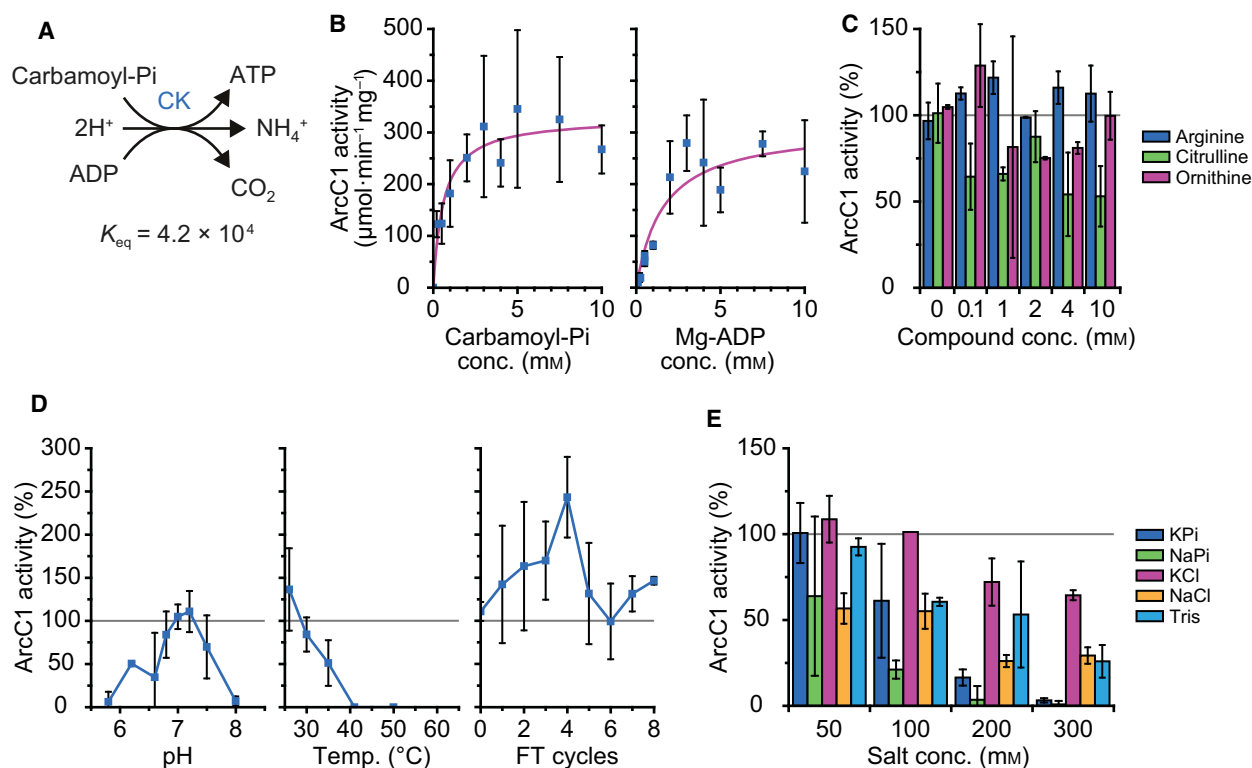 A
Carbamoyl-Pi
ATP
CK
2H⁺
NH₄⁺
ADP
CO₂
Keq = 4.2 × 10⁴
B
ArcC1 activity
(µmol·min⁻¹ mg⁻¹)
500
400
300
200
100
0
0
5
10
0
5
10
Carbamoyl-Pi
conc. (mM)
Mg-ADP
conc. (mM)
C
ArcC1 activity (%)
150
100
50
0
0
0.1
1
2
4
10
Compound conc. (mM)
Arginine
Citrulline
Ornithine
D
ArcC1 activity (%)
300
250
200
150
100
50
0
6
7
8
pH
30
40
50
60
Temp. (°C)
0
2
4
6
8
FT cycles
E
ArcC1 activity (%)
150
100
50
0
50
100
200
300
Salt conc. (mM)
KPi
NaPi
KCl
NaCl
Tris